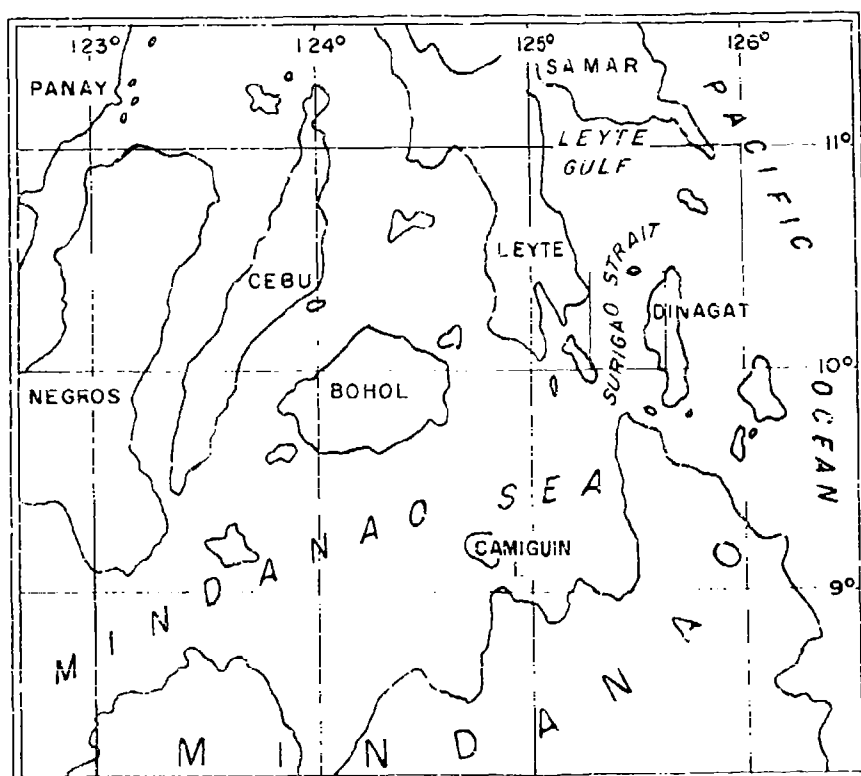 123° 124° 125° 126°
PANAY
SAMAR
PACIFIC
OCEAN
LEYTE
GULF
11°
LEYTE
SURIGAO STRAIT
CEBU
DINAGAT
10°
NEGROS
BOHOL
MINDANAO SEA
CAMIGUIN
9°
MINDANAO